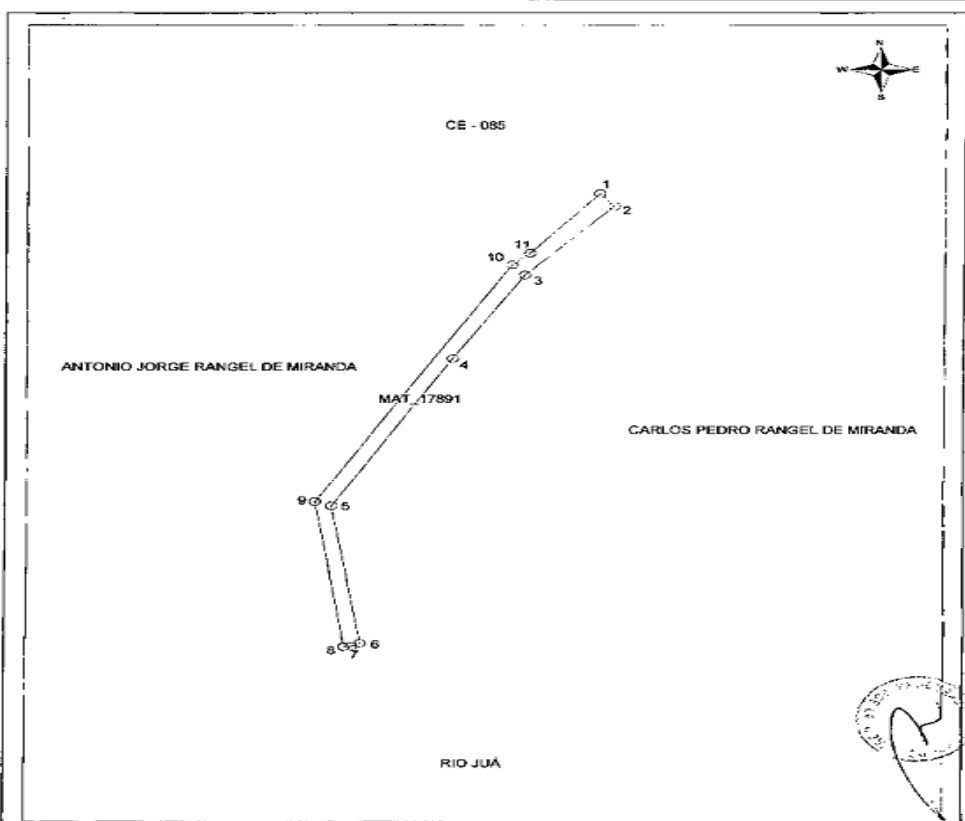 N
W E
S
CE - 085
1
2
11
10
3
4
ANTONIO JORGE RANGEL DE MIRANDA
MAT_17891
CARLOS PEDRO RANGEL DE MIRANDA
9
5
6
8
7
RIO JUÁ